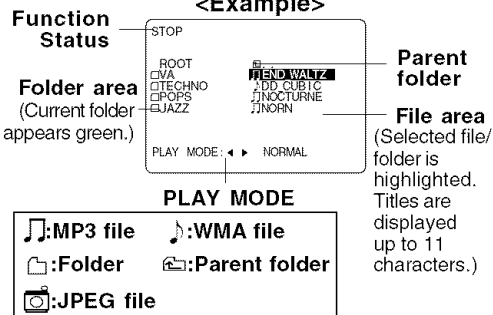 <Example>
Function
Status
STOP
ROOT
VA
TECHNO
POPS
JAZZ
END WALTZ
DD CUBIC
NOCTURNE
NORN
PLAY MODE: ◄ ► NORMAL
Folder area
(Current folder
appears green.)
Parent
folder
File area
(Selected file/
folder is
highlighted.
Titles are
displayed
up to 11
characters.)
PLAY MODE
:MP3 file
:WMA file
:Folder
:Parent folder
:JPEG file